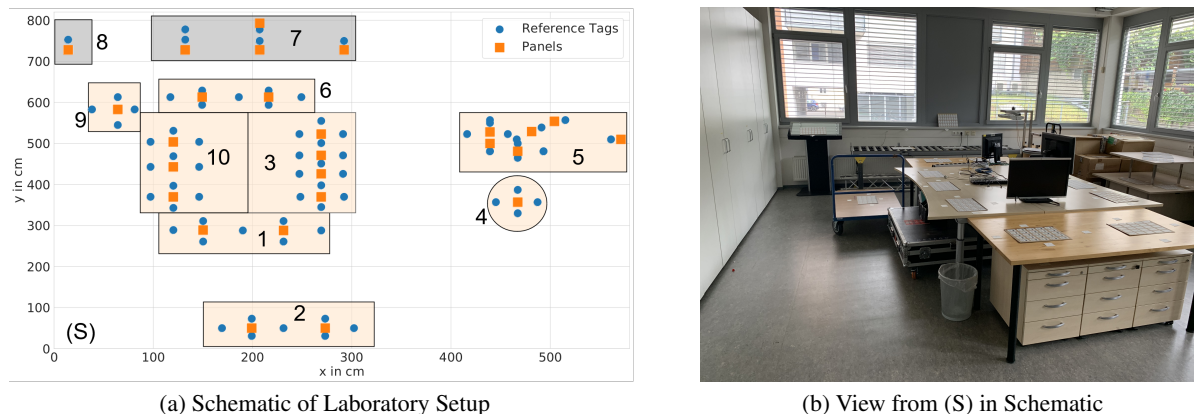 800
700
600
500
400
300
200
100
0
y in cm
0 100 200 300 400 500
x in cm
Reference Tags
Panels
8
7
6
9
10
3
5
4
1
2
(S)
(a) Schematic of Laboratory Setup
(b) View from (S) in Schematic